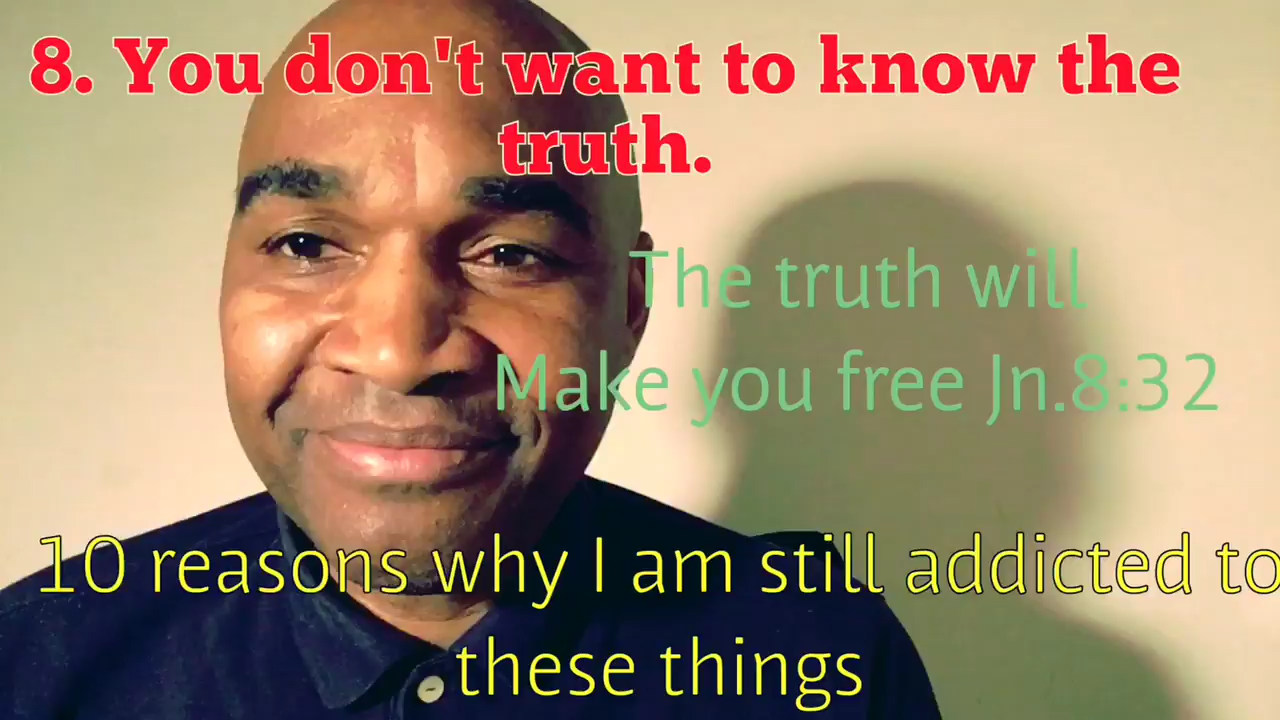 8. You don't want to know the
truth.
The truth will
Make you free Jn.8:32
10 reasons why I am still addicted to
these things